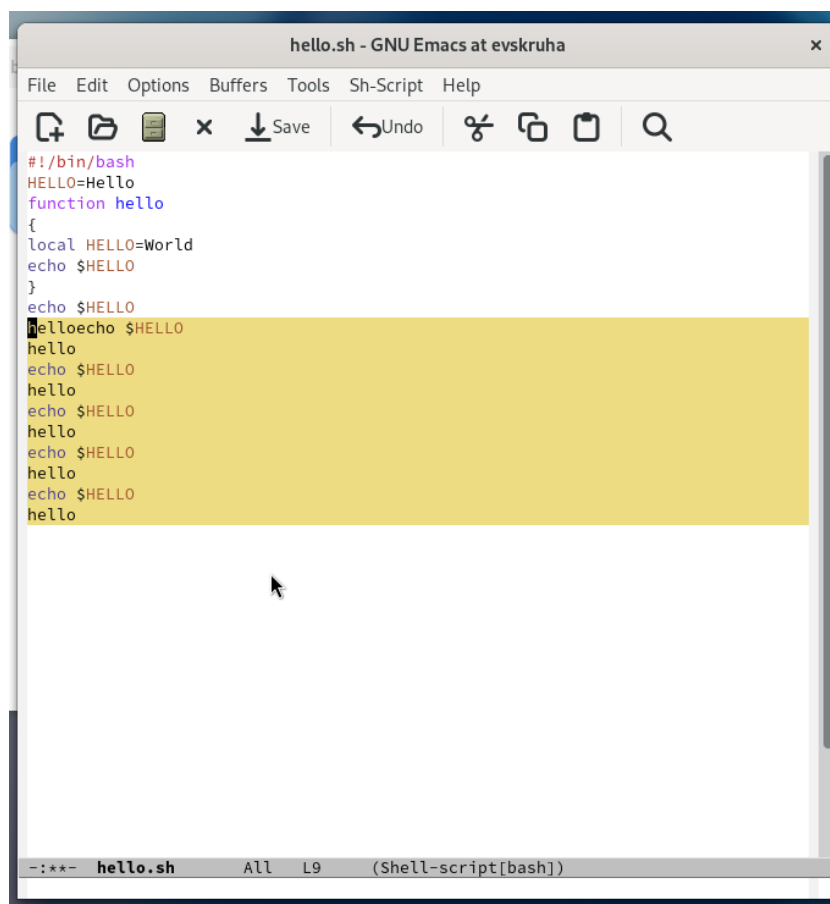 hello.sh - GNU Emacs at evskruha
File Edit Options Buffers Tools Sh-Script Help
Save Undo
#!/bin/bash
HELLO=Hello
function hello
{
local HELLO=World
echo $HELLO
}
echo $HELLO
helloecho $HELLO
hello
echo $HELLO
hello
echo $HELLO
hello
echo $HELLO
hello
echo $HELLO
hello
-:**- hello.sh All L9 (Shell-script[bash])